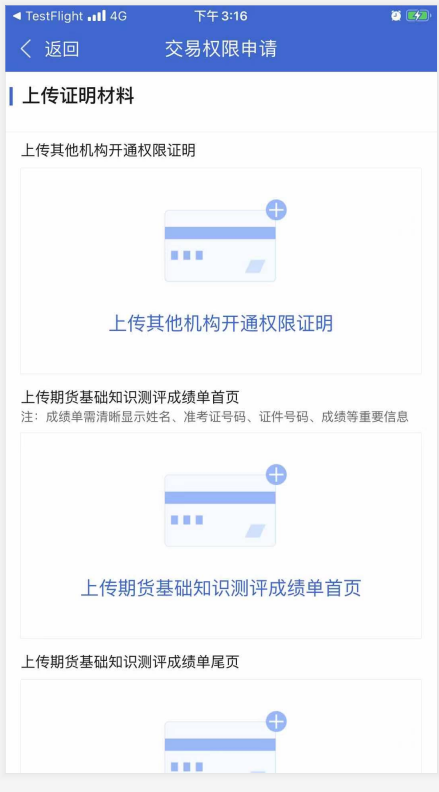 TestFlight 4G 下午3:16
返回 交易权限申请
上传证明材料
上传其他机构开通权限证明
上传其他机构开通权限证明
上传期货基础知识测评成绩单首页
注：成绩单需清晰显示姓名、准考证号码、证件号码、成绩等重要信息
上传期货基础知识测评成绩单首页
上传期货基础知识测评成绩单尾页